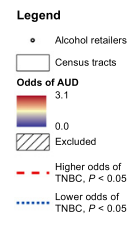 Legend
Alcohol retailers
Census tracts
Odds of AUD
3.1
0.0
Excluded
Higher odds of
TNBC, P < 0.05
Lower odds of
TNBC, P < 0.05